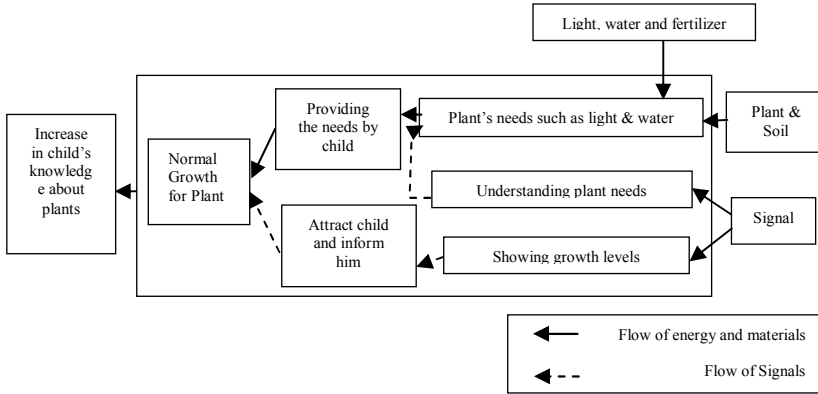 Light, water and fertilizer
Providing
the needs by
child
Plant's needs such as light & water
Plant &
Soil
Increase
in child's
knowledg
e about
plants
Normal
Growth
for Plant
Understanding plant needs
Attract child
and inform
him
Signal
Showing growth levels
Flow of energy and materials
Flow of Signals